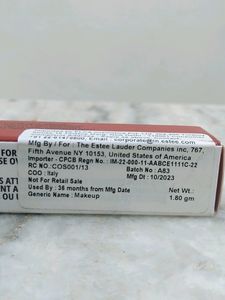 Email : corporate@in.estee.com
Mfg By / For : The Estee Lauder Companies inc, 767,
Fifth Avenue NY 10153, United States of America
Importer - CPCB Regn No. : IM-22-000-11-AABCE1111C-22
RC NO.:COS001/13 Batch No : A83
COO : Italy Mfg Dt : 10/2023
Not For Retail Sale
Used By : 36 months from Mfg Date Net Wt.:
Generic Name : Makeup 1.80 gm